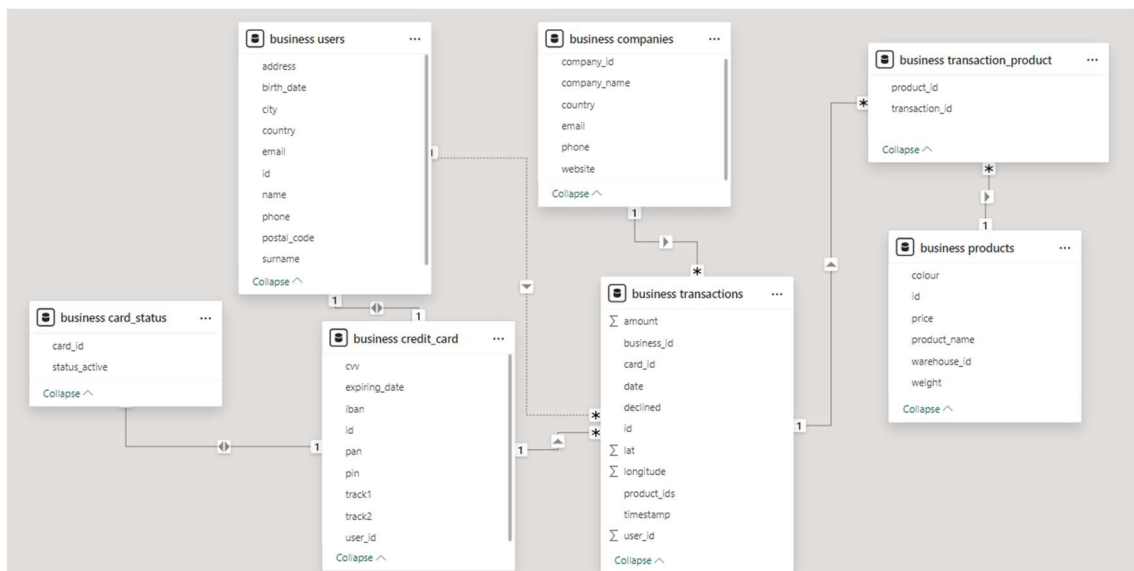 business users
address
birth_date
city
country
email
id
name
phone
postal_code
surname
Collapse
business companies
company_id
company_name
country
email
phone
website
Collapse
business transaction_product
product_id
transaction_id
Collapse
business products
colour
id
price
product_name
warehouse_id
weight
Collapse
business card_status
card_id
status_active
Collapse
business credit_card
cvv
expiring_date
iban
id
pan
pin
track1
track2
user_id
Collapse
business transactions
Σ amount
business_id
card_id
date
declined
id
Σ lat
Σ longitude
product_ids
timestamp
Σ user_id
Collapse
1
1
1
1
1
1
1
1
*
*
*
*
*